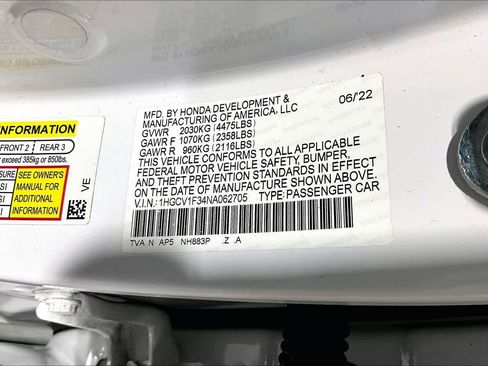 MFD. BY HONDA DEVELOPMENT &
MANUFACTURING OF AMERICA, LLC
06/'22
GVWR 2030KG (4475LBS)
GAWR F 1070KG (2358LBS)
GAWR R 960KG (2116LBS)
THIS VEHICLE CONFORMS TO ALL APPLICABLE
FEDERAL MOTOR VEHICLE SAFETY, BUMPER,
AND THEFT PREVENTION STANDARDS IN EFFECT
ON THE DATE OF MANUFACTURE SHOWN ABOVE.
V.I.N.: 1HGCV1F34NA062705 TYPE: PASSENGER CAR
TVA N AP5 NH883P .Z .A
INFORMATION
FRONT 2 REAR 3
exceed 385kg or 850lbs.
SEE OWNER'S
MANUAL FOR
ADDITIONAL
INFORMATION
VE